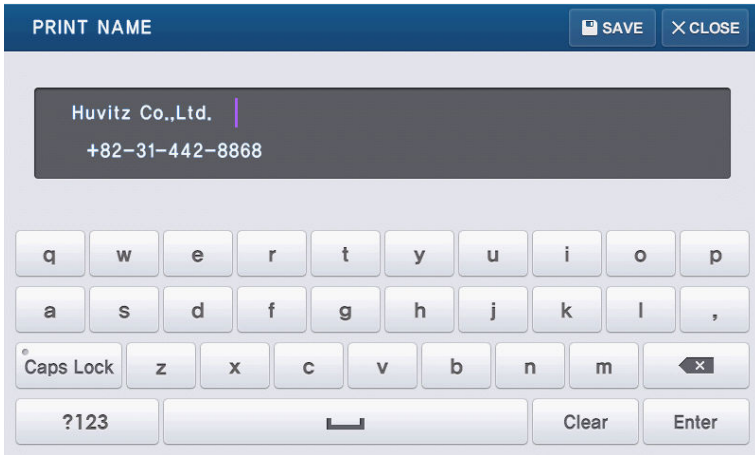 PRINT NAME SAVE CLOSE
Huvitz Co.,Ltd.
+82-31-442-8868
q w e r t y u i o p
a s d f g h j k l ,
Caps Lock z x c v b n m
?123 Clear Enter